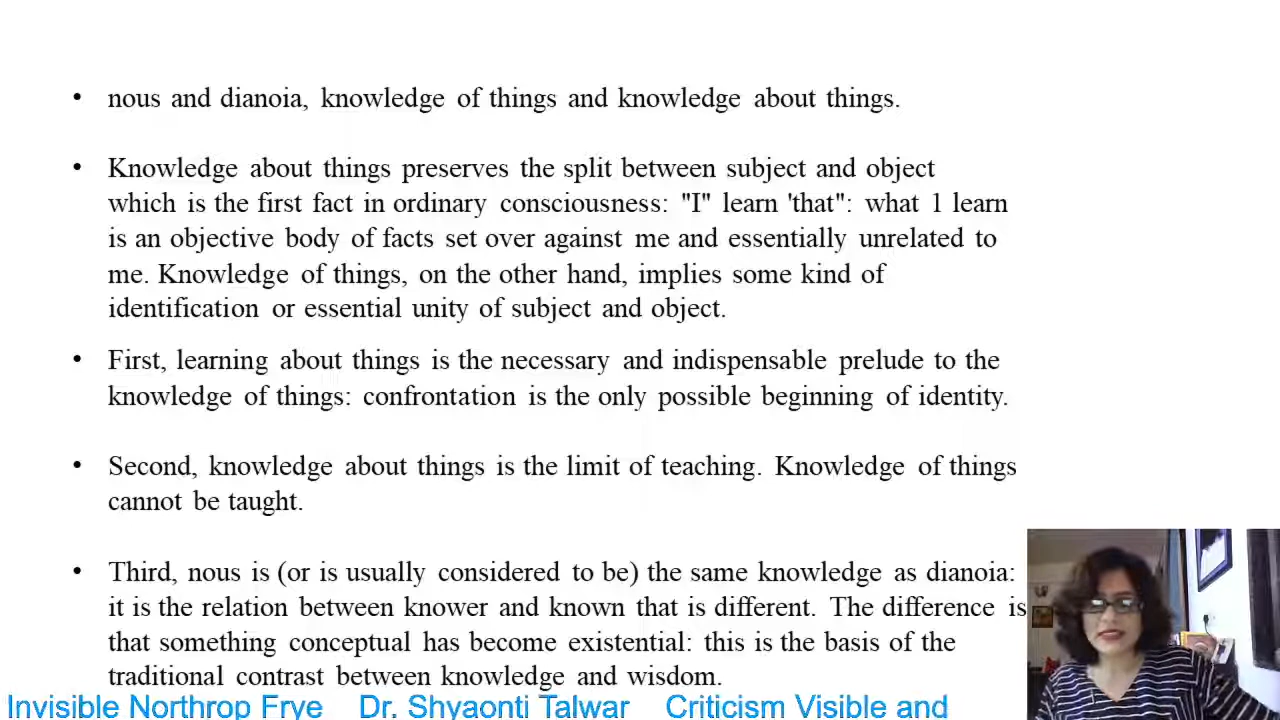 • nous and dianoia, knowledge of things and knowledge about things.
• Knowledge about things preserves the split between subject and object
which is the first fact in ordinary consciousness: "I" learn 'that": what 1 learn
is an objective body of facts set over against me and essentially unrelated to
me. Knowledge of things, on the other hand, implies some kind of
identification or essential unity of subject and object.
• First, learning about things is the necessary and indispensable prelude to the
knowledge of things: confrontation is the only possible beginning of identity.
• Second, knowledge about things is the limit of teaching. Knowledge of things
cannot be taught.
• Third, nous is (or is usually considered to be) the same knowledge as dianoia:
it is the relation between knower and known that is different. The difference is
that something conceptual has become existential: this is the basis of the
traditional contrast between knowledge and wisdom.
Invisible Northrop Frye Dr. Shyaonti Talwar Criticism Visible and